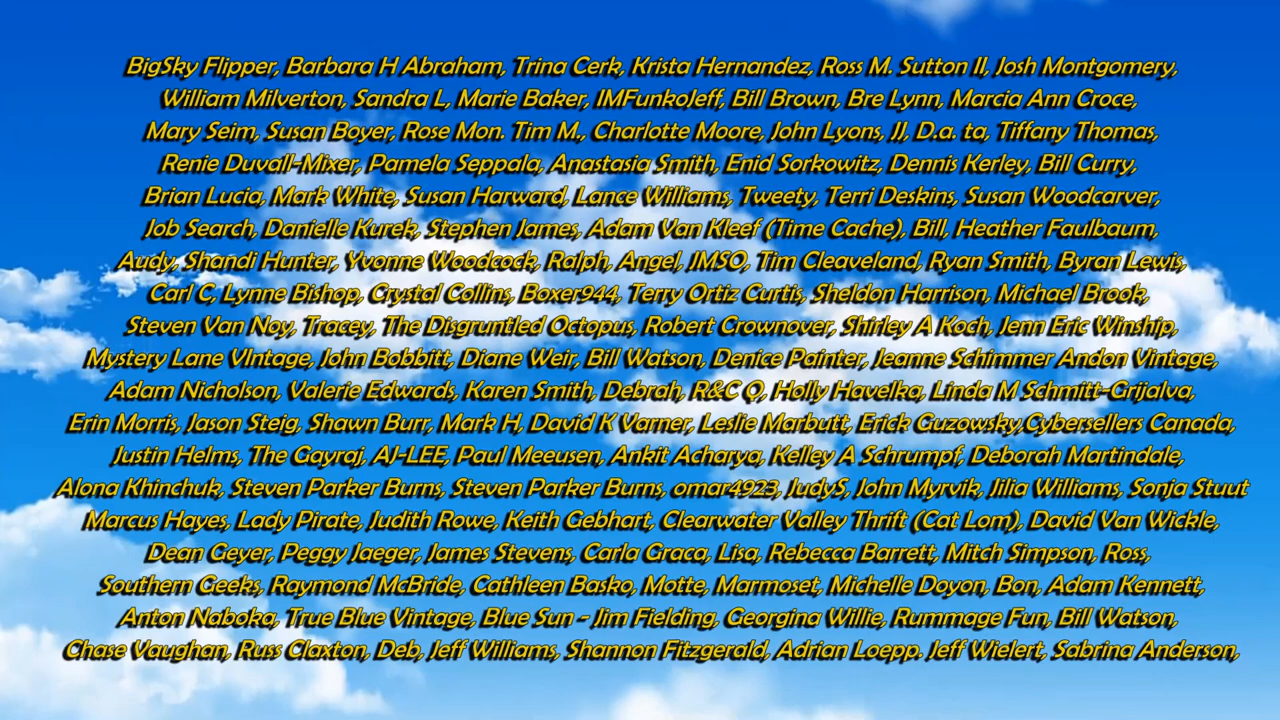 BigSky Flipper, Barbara H Abraham, Trina Cerk, Krista Hernandez, Ross M. Sutton II, Josh Montgomery,
William Milverton, Sandra L, Marie Baker, IMFunkoJeff, Bill Brown, Bre Lynn, Marcia Ann Croce,
Mary Seim, Susan Boyer, Rose Mon. Tim M., Charlotte Moore, John Lyons, JJ, D.a. ta, Tiffany Thomas,
Renie Duvall-Mixer, Pamela Seppala, Anastasia Smith, Enid Sorkowitz, Dennis Kerley, Bill Curry,
Brian Lucia, Mark White, Susan Harward, Lance Williams, Tweety, Terri Deskins, Susan Woodcarver,
Job Search, Danielle Kurek, Stephen James, Adam Van Kleef (Time Cache), Bill, Heather Faulbaum,
Audy, Shandi Hunter, Yvonne Woodcock, Ralph, Angel, JMSO, Tim Cleaveland, Ryan Smith, Byran Lewis,
Carl C, Lynne Bishop, Crystal Collins, Boxer944, Terry Ortiz Curtis, Sheldon Harrison, Michael Brook,
Steven Van Noy, Tracey, The Disgruntled Octopus, Robert Crownover, Shirley A Koch, Jenn Eric Winship,
Mystery Lane VIntage, John Bobbitt, Diane Weir, Bill Watson, Denice Painter, Jeanne Schimmer Andon Vintage,
Adam Nicholson, Valerie Edwards, Karen Smith, Debrah, R&C Q, Holly Havelka, Linda M Schmitt-Grijalva,
Erin Morris, Jason Steig, Shawn Burr, Mark H, David K Varner, Leslie Marbutt, Erick Guzowsky,Cybersellers Canada,
Justin Helms, The Gayraj, AJ-LEE, Paul Meeusen, Ankit Acharya, Kelley A Schrumpf, Deborah Martindale,
Alona Khinchuk, Steven Parker Burns, Steven Parker Burns, omar4923, JudyS, John Myrvik, Jilia Williams, Sonja Stuut
Marcus Hayes, Lady Pirate, Judith Rowe, Keith Gebhart, Clearwater Valley Thrift (Cat Lom), David Van Wickle,
Dean Geyer, Peggy Jaeger, James Stevens, Carla Graca, Lisa, Rebecca Barrett, Mitch Simpson, Ross,
Southern Geeks, Raymond McBride, Cathleen Basko, Motte, Marmoset, Michelle Doyon, Bon, Adam Kennett,
Anton Naboka, True Blue Vintage, Blue Sun - Jim Fielding, Georgina Willie, Rummage Fun, Bill Watson,
Chase Vaughan, Russ Claxton, Deb, Jeff Williams, Shannon Fitzgerald, Adrian Loepp. Jeff Wielert, Sabrina Anderson,